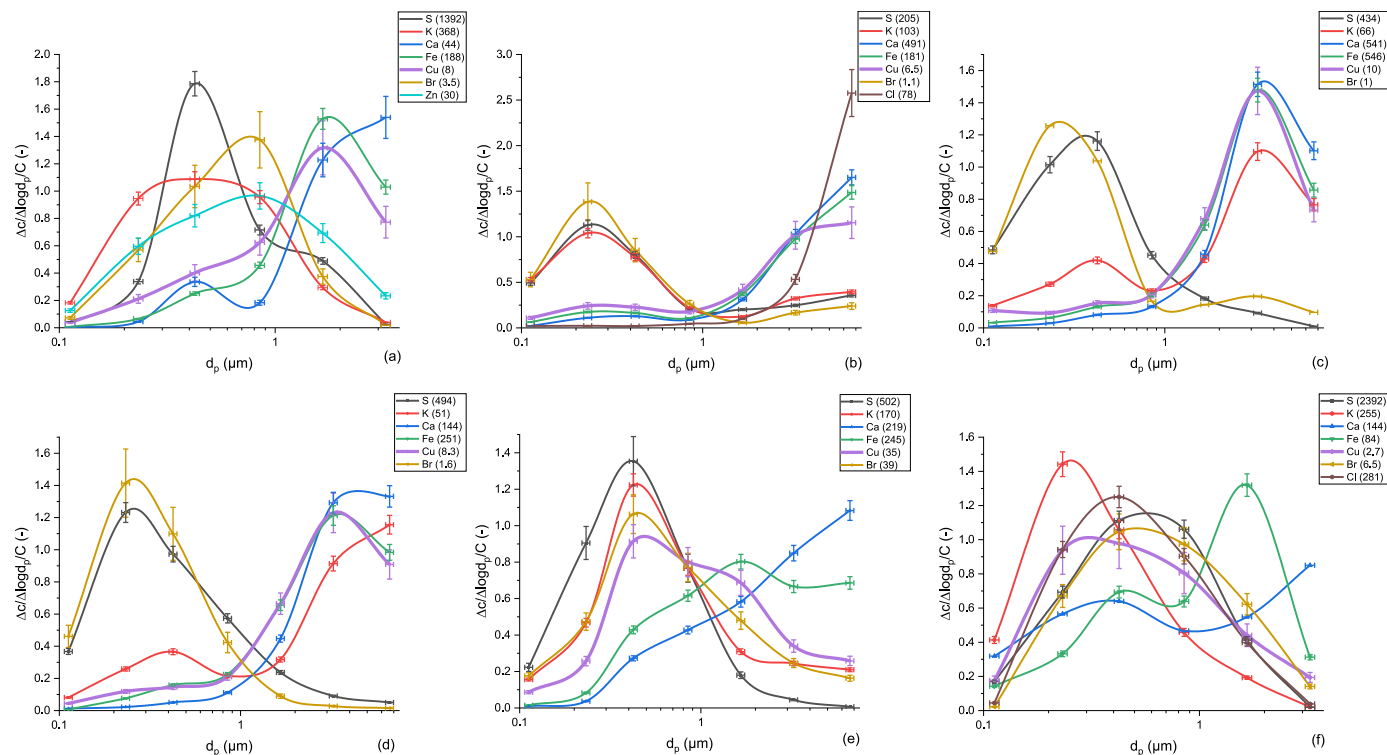 S (1392)
K (368)
Ca (44)
Fe (188)
Cu (8)
Br (3.5)
Zn (30)
2.0
1.8
1.6
1.4
1.2
1.0
0.8
0.6
0.4
0.2
0.0
Δc/Δlogdp/C (-)
0.1
1
dp (μm)
(a)
S (205)
K (103)
Ca (491)
Fe (181)
Cu (6.5)
Br (1.1)
Cl (78)
3.0
2.5
2.0
1.5
1.0
0.5
0.0
Δc/Δlogdp/C (-)
0.1
1
dp (μm)
(b)
S (434)
K (66)
Ca (541)
Fe (546)
Cu (10)
Br (1)
1.6
1.4
1.2
1.0
0.8
0.6
0.4
0.2
0.0
Δc/Δlogdp/C (-)
0.1
1
dp (μm)
(c)
S (494)
K (51)
Ca (144)
Fe (251)
Cu (8.3)
Br (1.6)
1.6
1.4
1.2
1.0
0.8
0.6
0.4
0.2
0.0
Δc/Δlogdp/C (-)
0.1
1
dp (μm)
(d)
S (502)
K (170)
Ca (219)
Fe (245)
Cu (35)
Br (39)
1.6
1.4
1.2
1.0
0.8
0.6
0.4
0.2
0.0
Δc/Δlogdp/C (-)
0.1
1
dp (μm)
(e)
S (2392)
K (255)
Ca (144)
Fe (84)
Cu (2.7)
Br (6.5)
Cl (281)
1.6
1.4
1.2
1.0
0.8
0.6
0.4
0.2
0.0
Δc/Δlogdp/C (-)
0.1
1
dp (μm)
(f)